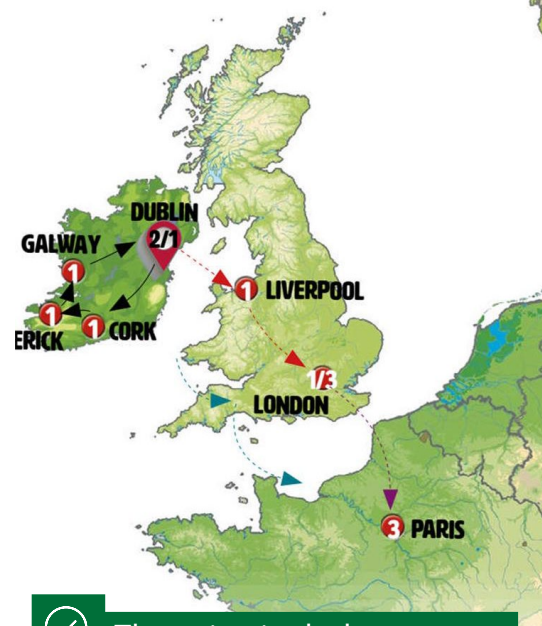 DUBLIN
2/1
GALWAY
1
1
LIVERPOOL
1
ERICK
1
CORK
1/3
LONDON
3
PARIS